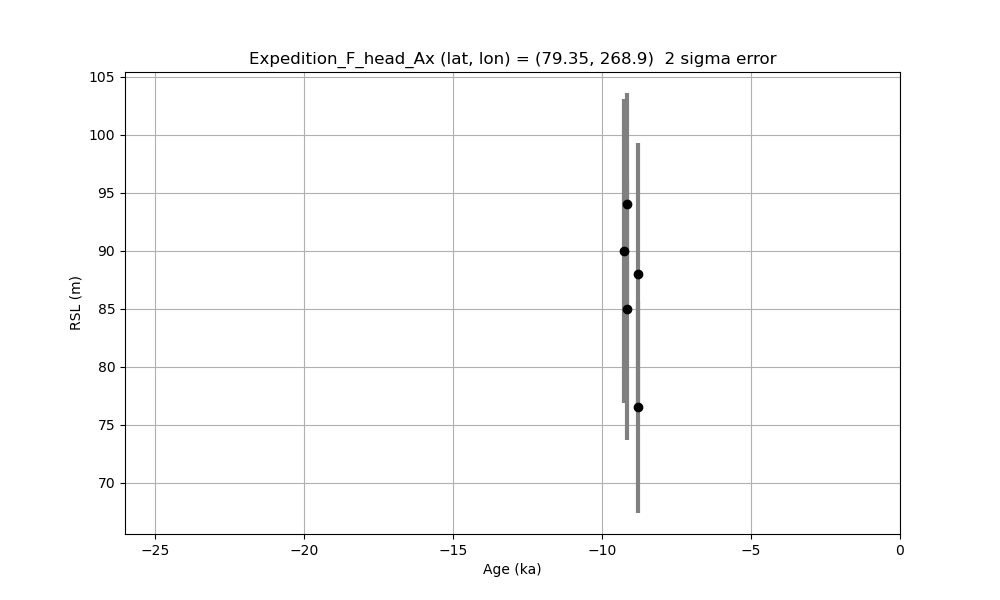 Expedition_F_head_Ax (lat, lon) = (79.35, 268.9)  2 sigma error
105
100
95
90
85
80
75
70
RSL (m)
−25 −20 −15 −10 −5 0
Age (ka)